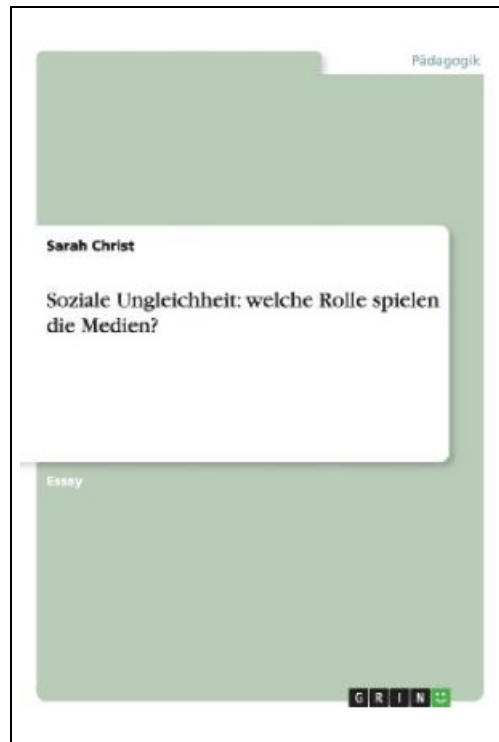 Pädagogik
Sarah Christ
Soziale Ungleichheit: welche Rolle spielen
die Medien?
Essay
GRIN